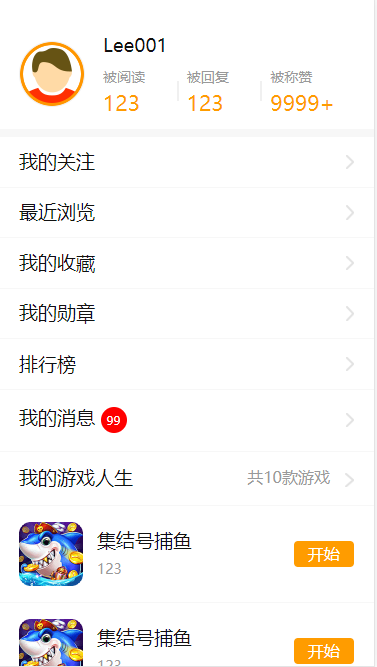 Lee001
被阅读 被回复 被称赞
123 123 9999+
我的关注
最近浏览
我的收藏
我的勋章
排行榜
我的消息 99
我的游戏人生 共10款游戏
集结号捕鱼
123
开始
集结号捕鱼
123
开始